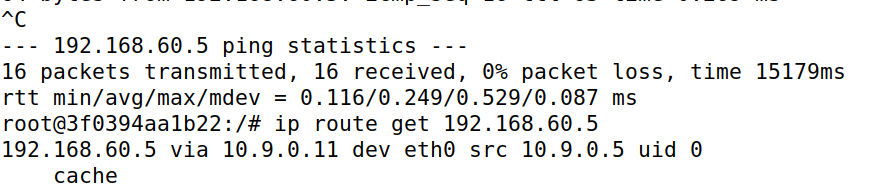 ^C
--- 192.168.60.5 ping statistics ---
16 packets transmitted, 16 received, 0% packet loss, time 15179ms
rtt min/avg/max/mdev = 0.116/0.249/0.529/0.087 ms
root@3f0394aa1b22:/# ip route get 192.168.60.5
192.168.60.5 via 10.9.0.11 dev eth0 src 10.9.0.5 uid 0
    cache